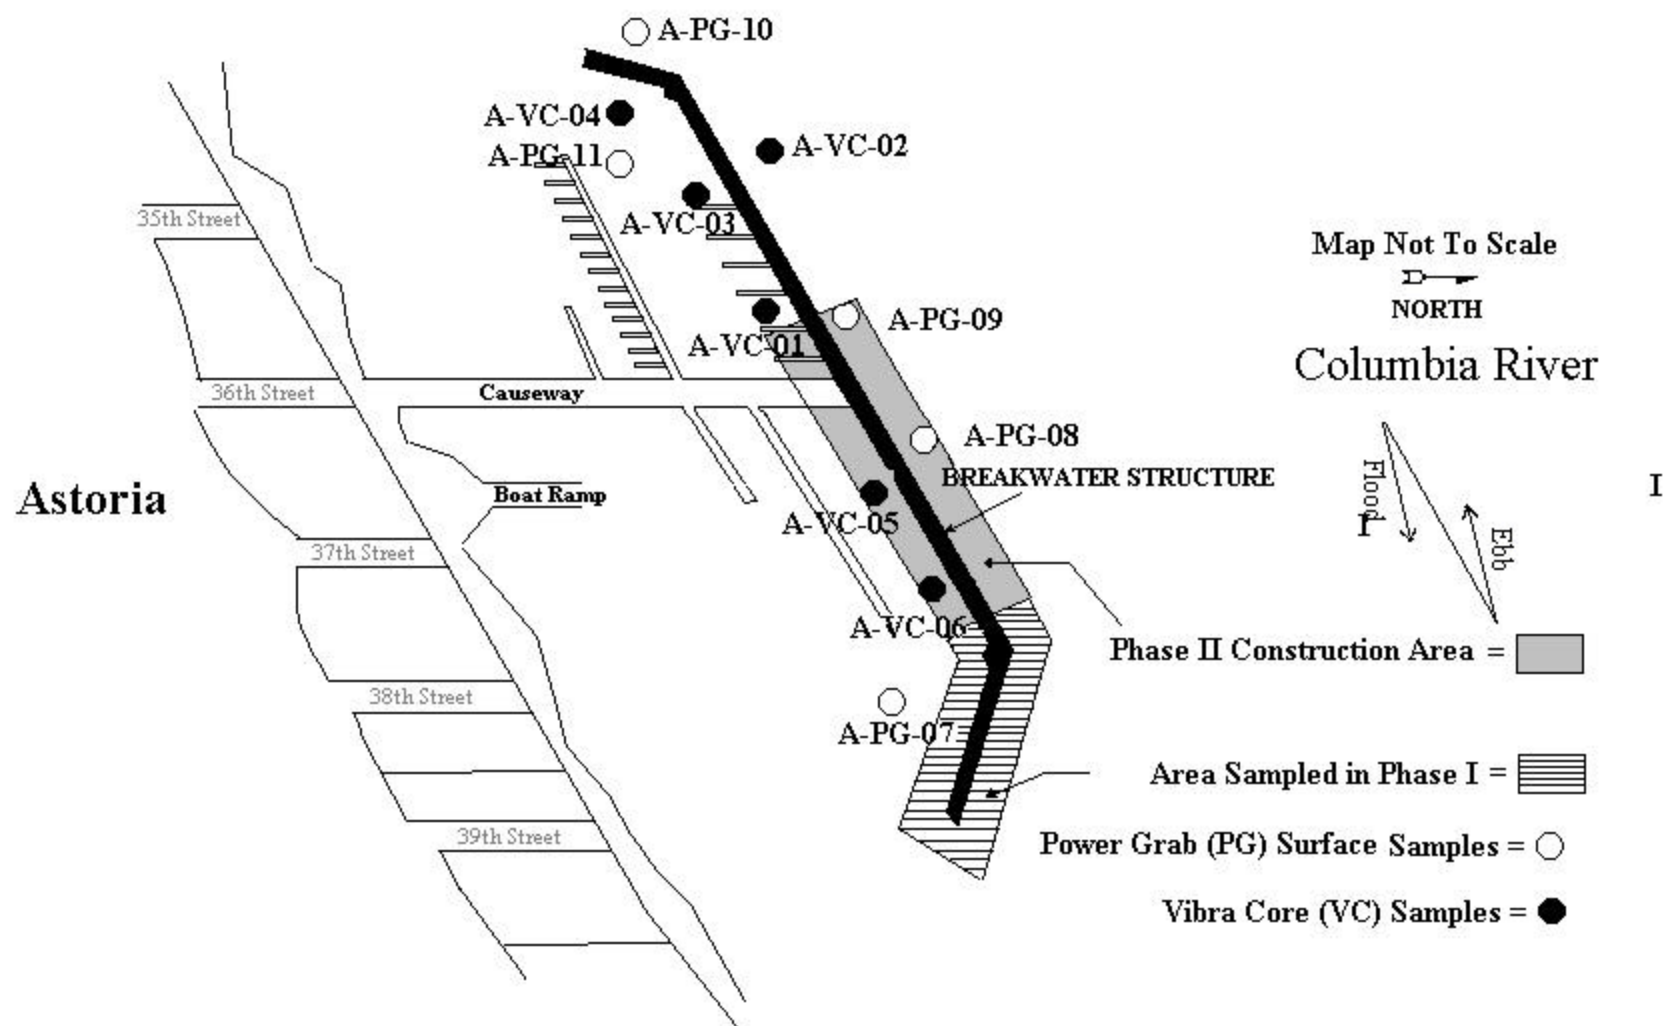 A-PG-10
A-VC-04
A-VC-02
A-PG-11
35th Street
A-VC-03
Map Not To Scale
NORTH
A-PG-09
A-VC-01
Columbia River
36th Street
Causeway
A-PG-08
BREAKWATER STRUCTURE
Astoria
Boat Ramp
I
Flood
I
A-VC-05
Ebb
37th Street
A-VC-06
Phase II Construction Area =
38th Street
A-PG-07
Area Sampled in Phase I =
39th Street
Power Grab (PG) Surface Samples =
Vibra Core (VC) Samples =